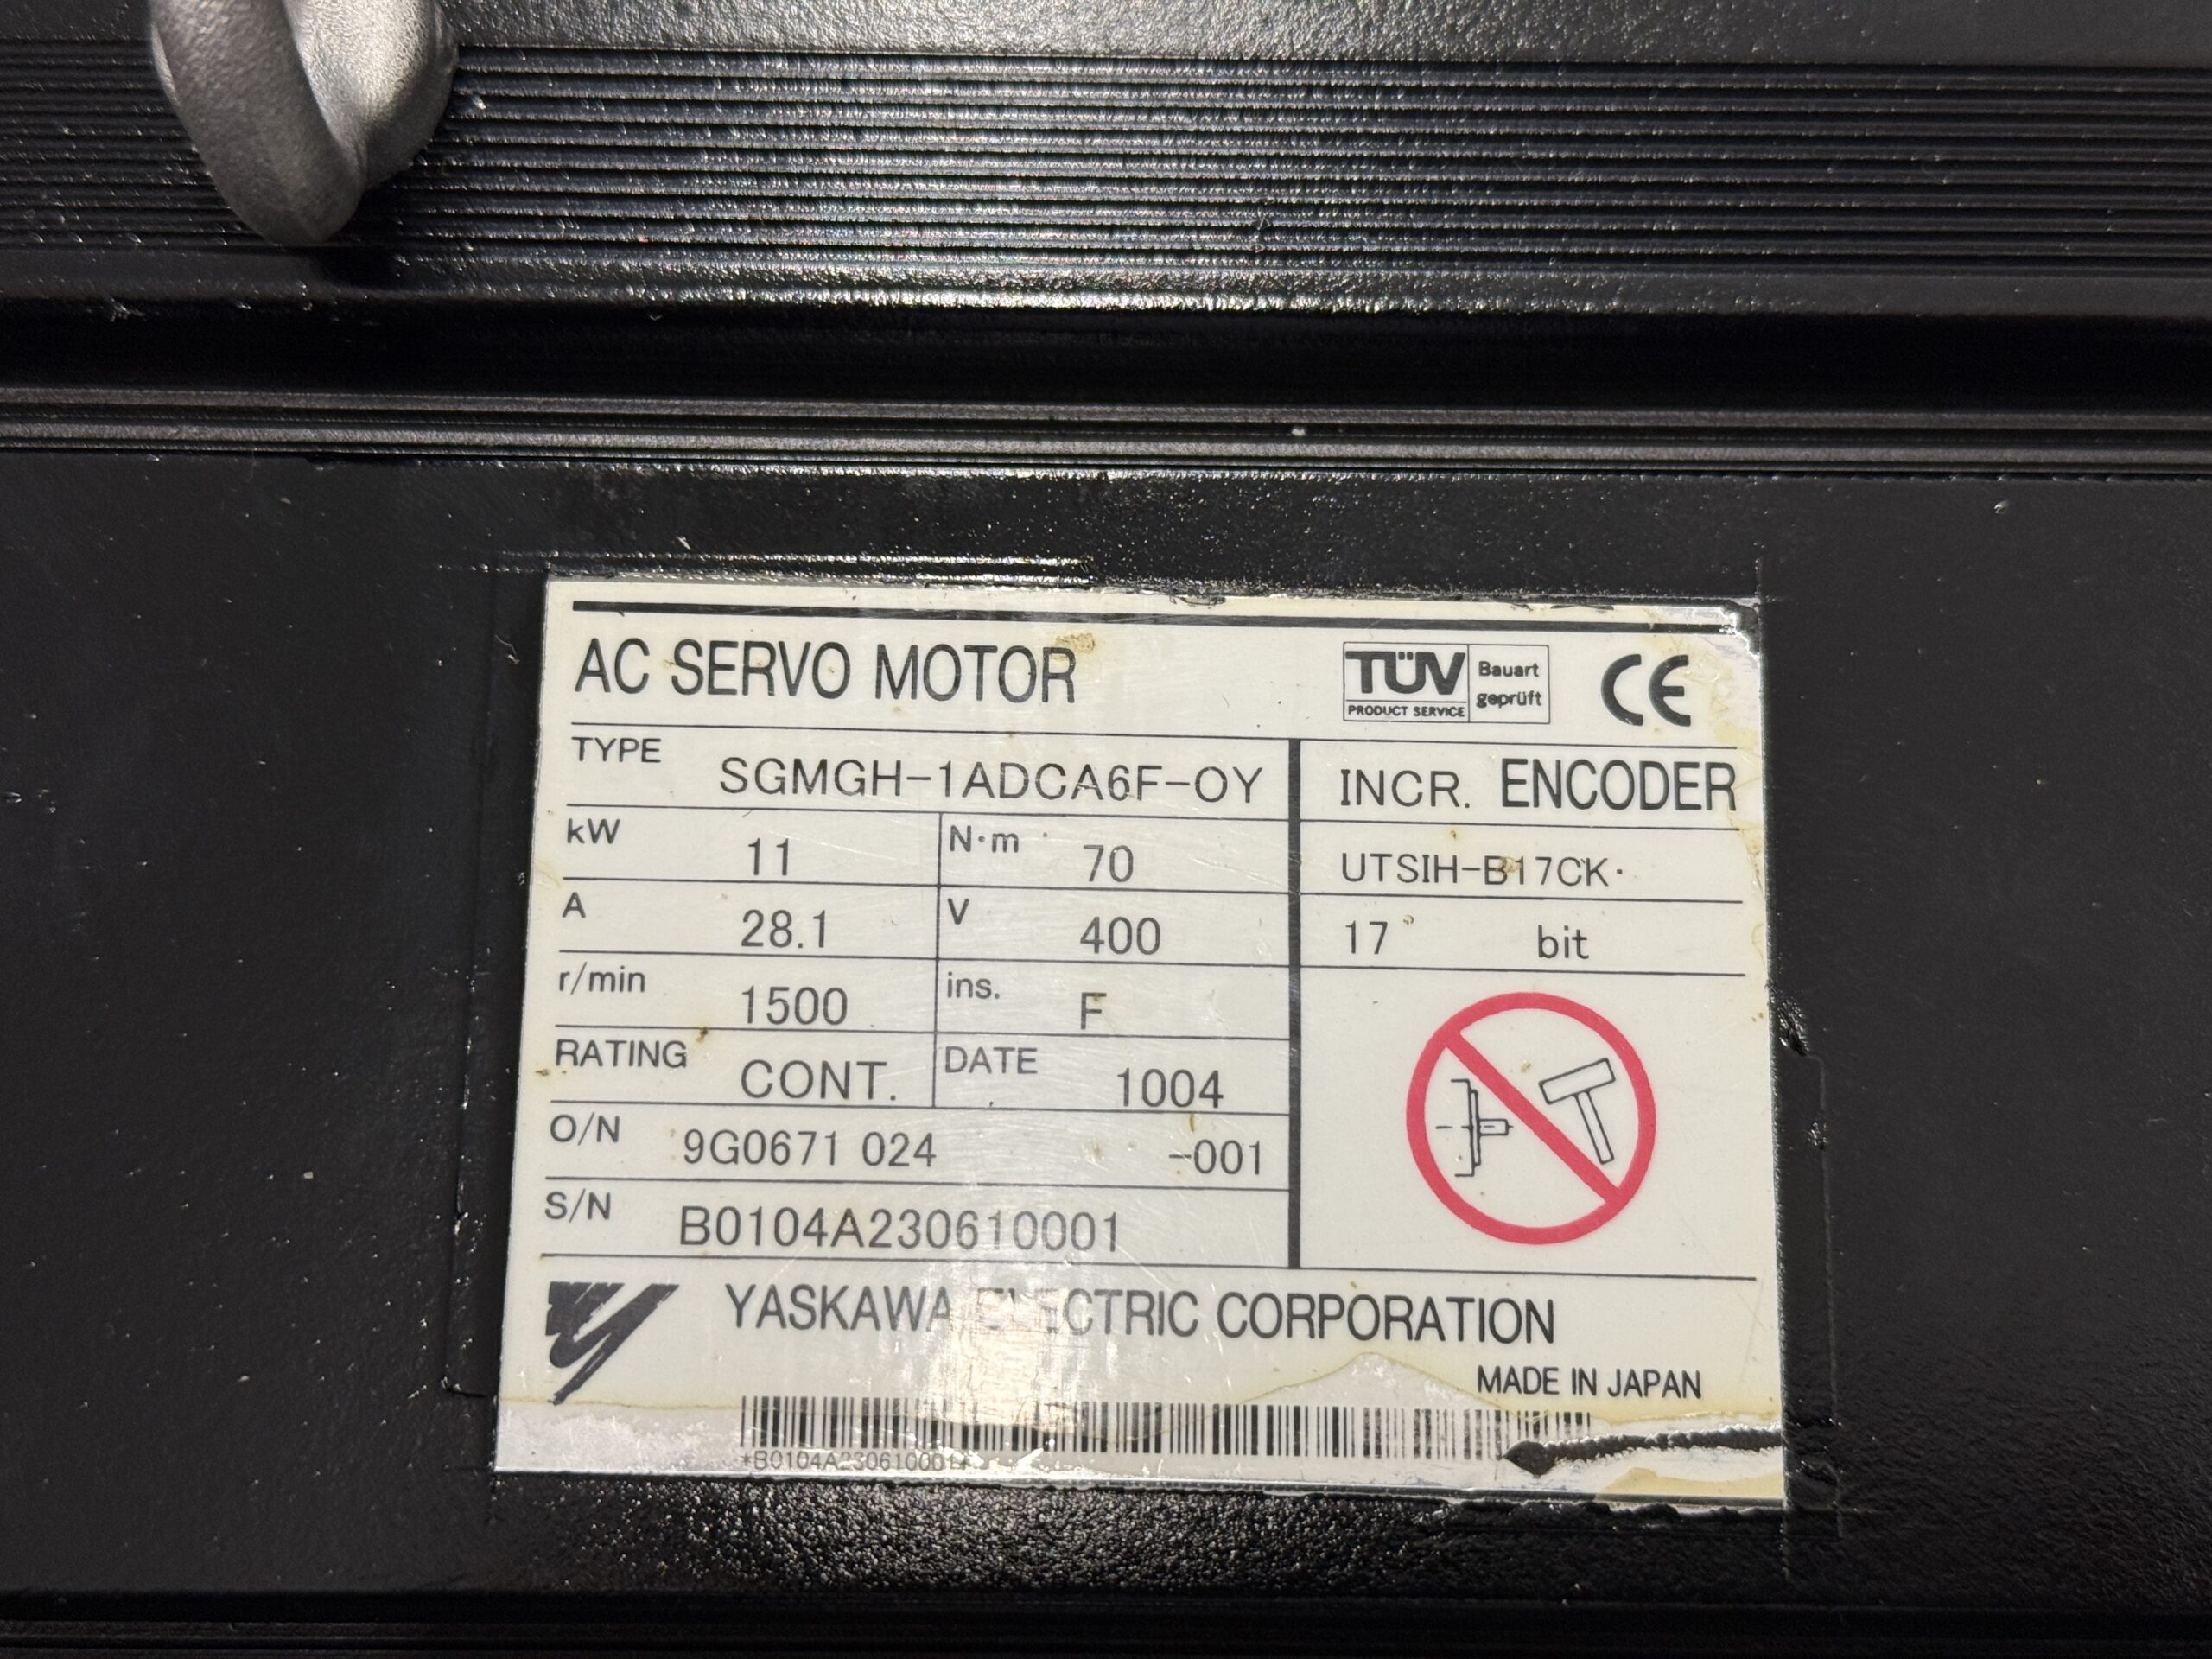 AC SERVO MOTOR
TÜV PRODUCT SERVICE Bauart geprüft CE
TYPE SGMGH-1ADCA6F-OY
INCR. ENCODER
kW 11 N·m 70
UTSIH-B17CK·
A 28.1 V 400
17 bit
r/min 1500 ins. F
RATING CONT. DATE 1004
O/N 9G0671 024 -001
S/N B0104A230610001
YASKAWA ELECTRIC CORPORATION
MADE IN JAPAN
*B0104A230610001*